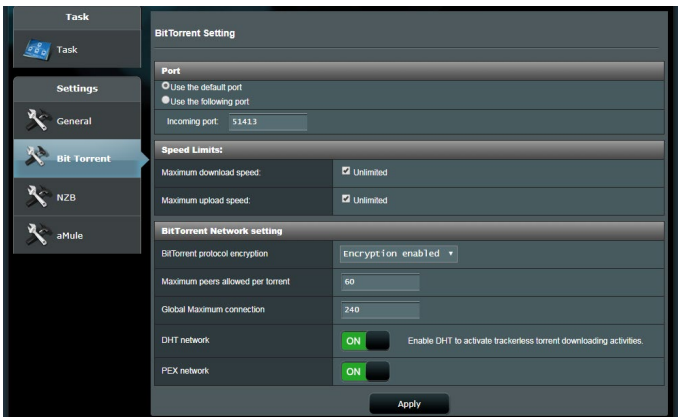 Task
Task
Settings
General
Bit Torrent
NZB
aMule
BitTorrent Setting
Port
Use the default port
Use the following port
Incoming port: 51413
Speed Limits:
Maximum download speed: Unlimited
Maximum upload speed: Unlimited
BitTorrent Network setting
BitTorrent protocol encryption Encryption enabled
Maximum peers allowed per torrent 60
Global Maximum connection 240
DHT network ON Enable DHT to activate trackerless torrent downloading activities.
PEX network ON
Apply